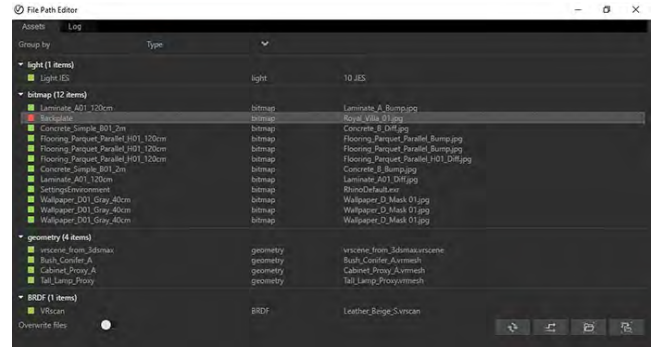 File Path Editor
Assets Log
Group by Type
light (1 items)
Light IES light 10.IES
bitmap (12 items)
Laminate_A01_120cm bitmap Laminate_A_Bump.jpg
Backplate bitmap Royal_Villa_01.jpg
Concrete_Simple_B01_2m bitmap Concrete_B_Diff.jpg
Flooring_Parquet_Parallel_H01_120cm bitmap Flooring_Parquet_Parallel_Bump.jpg
Flooring_Parquet_Parallel_H01_120cm bitmap Flooring_Parquet_Parallel_Bump.jpg
Flooring_Parquet_Parallel_H01_120cm bitmap Flooring_Parquet_Parallel_H01_Diff.jpg
Concrete_Simple_B01_2m bitmap Concrete_B_Bump.jpg
Laminate_A01_120cm bitmap Laminate_A01_Diff.jpg
SettingsEnvironment bitmap RhinoDefault.exr
Wallpaper_D01_Gray_40cm bitmap Wallpaper_D_Mask 01.jpg
Wallpaper_D01_Gray_40cm bitmap Wallpaper_D_Mask 01.jpg
Wallpaper_D01_Gray_40cm bitmap Wallpaper_D_Mask 01.jpg
geometry (4 items)
vrscene_from_3dsmax geometry vrscene_from_3dsmax.vrscene
Bush_Conifer_A geometry Bush_Conifer_A.vrmesh
Cabinet_Proxy_A geometry Cabinet_Proxy_A.vrmesh
Tall_Lamp_Proxy geometry Tall_Lamp_Proxy.vrmesh
BRDF (1 items)
VRscan BRDF Leather_Beige_S.vrscan
Overwrite files